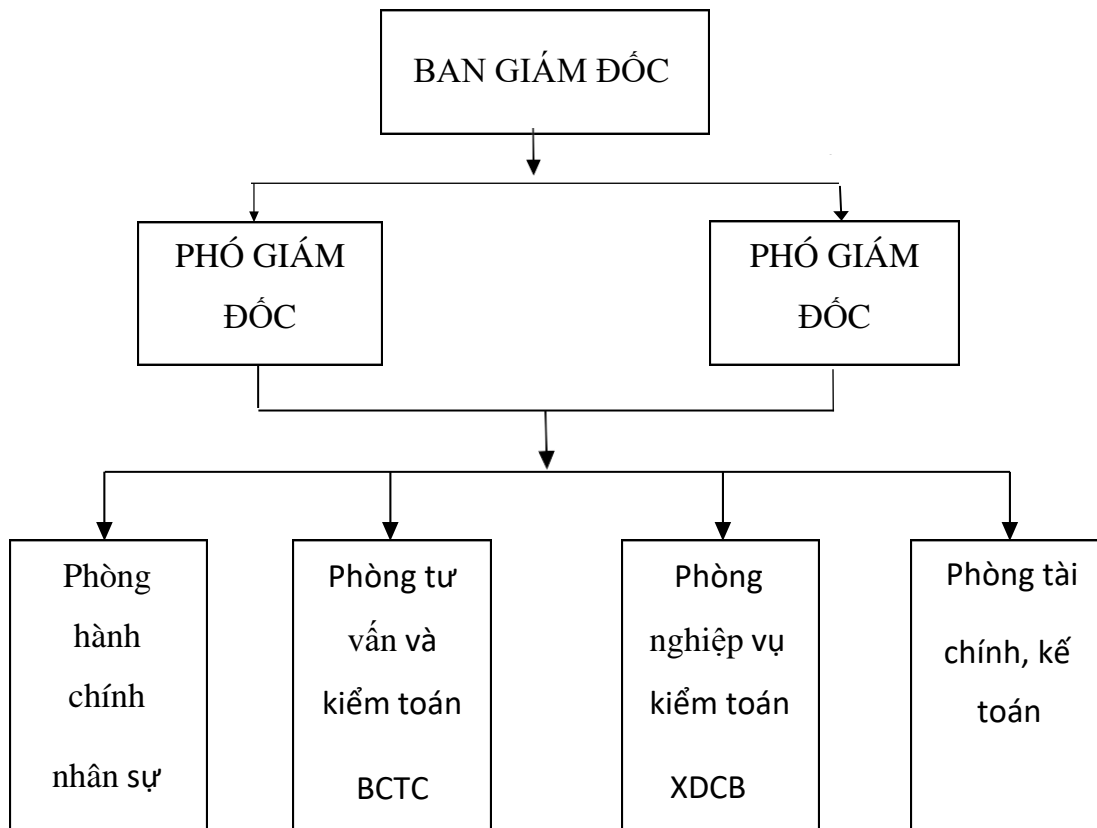 BAN GIÁM ĐỐC
PHÓ GIÁM
ĐỐC
PHÓ GIÁM
ĐỐC
Phòng
hành
chính
nhân sự
Phòng tư
vấn và
kiểm toán
BCTC
Phòng
nghiệp vụ
kiểm toán
XDCB
Phòng tài
chính, kế
toán